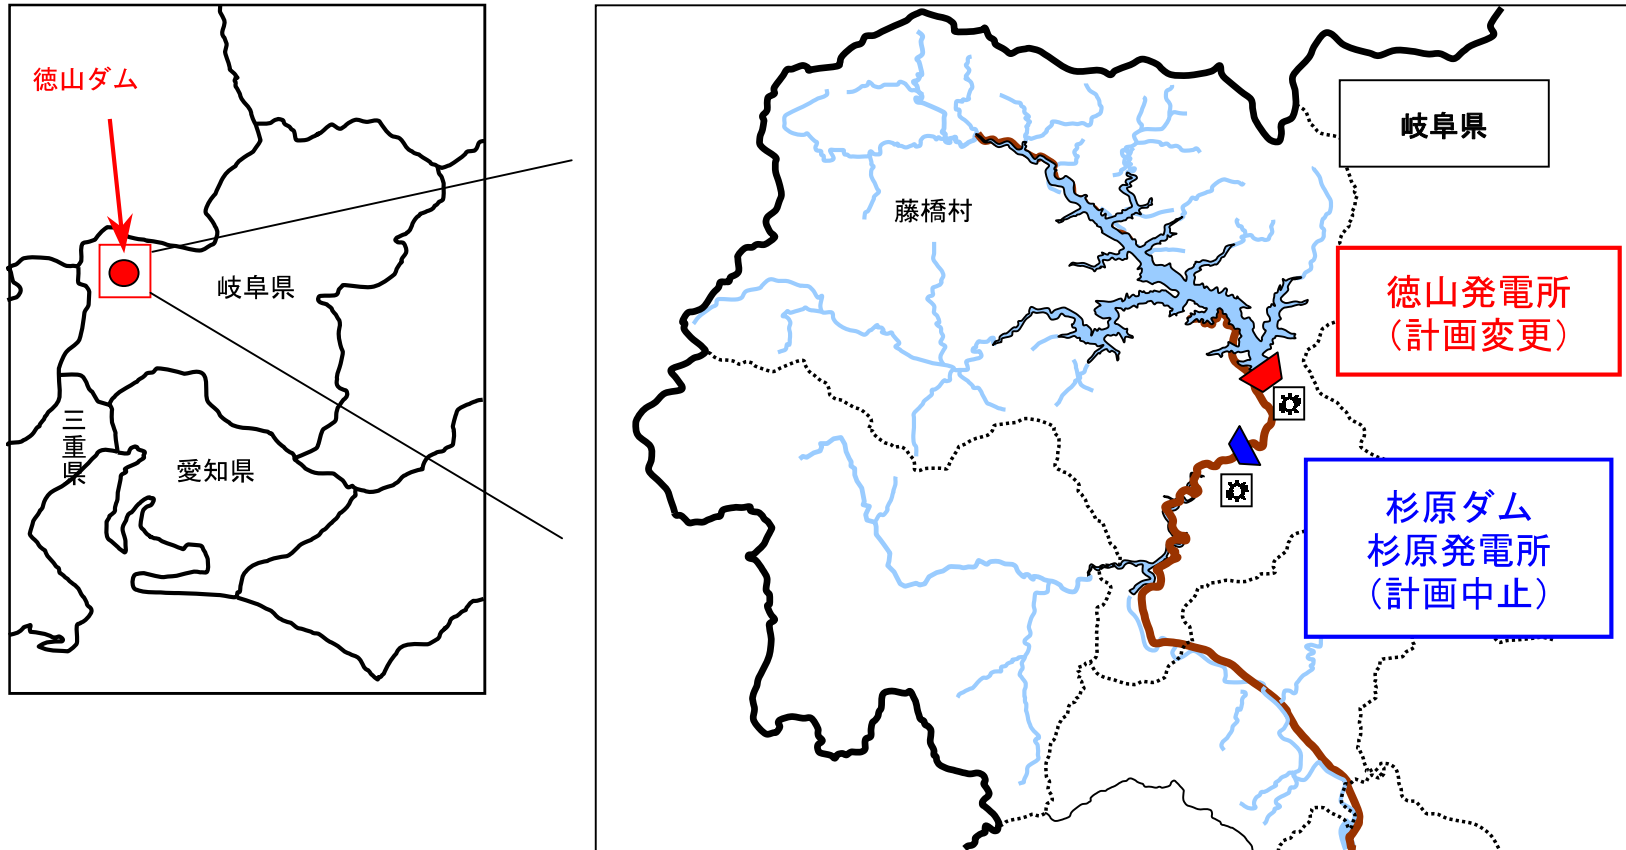 徳山ダム
岐阜県
三重県
愛知県
岐阜県
藤橋村
徳山発電所
（計画変更）
杉原ダム
杉原発電所
（計画中止）